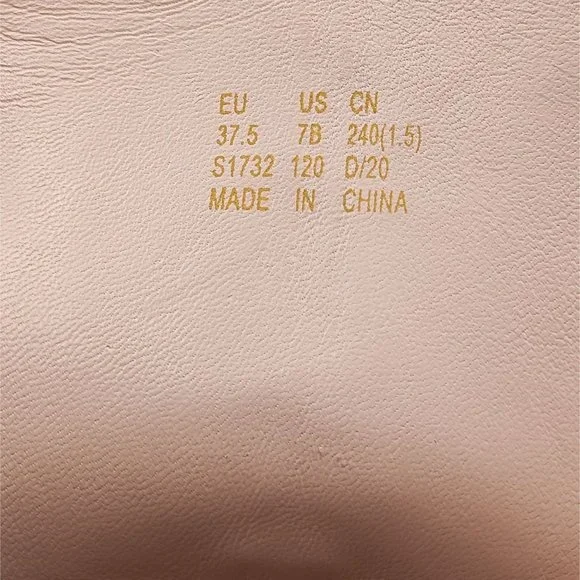 EU US CN
37.5 7B 240(1.5)
S1732 120 D/20
MADE IN CHINA